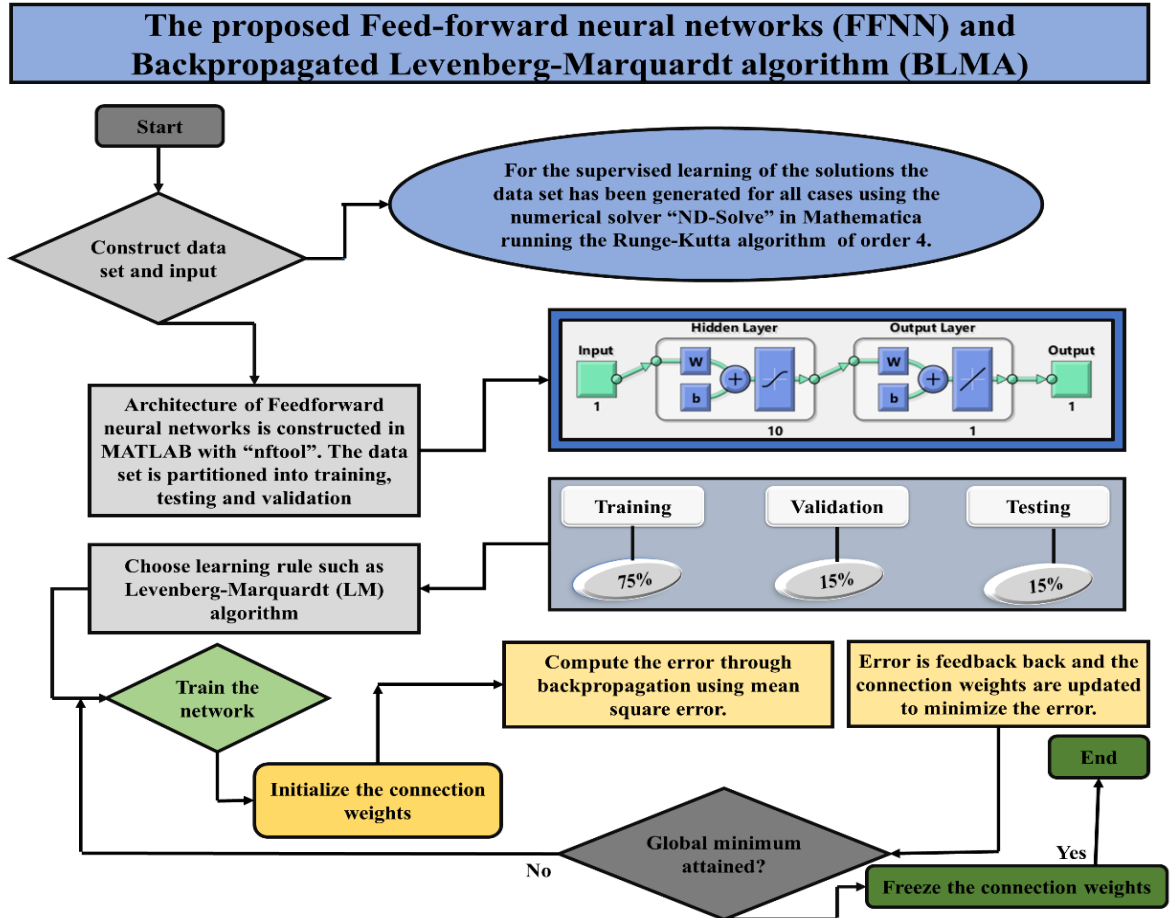 The proposed Feed-forward neural networks (FFNN) and
Backpropagated Levenberg-Marquardt algorithm (BLMA)
Start
For the supervised learning of the solutions the
data set has been generated for all cases using the
numerical solver “ND-Solve” in Mathematica
running the Runge-Kutta algorithm of order 4.
Construct data
set and input
Hidden Layer
Output Layer
Input
W
b
+
10
W
b
+
1
Output
1
1
Architecture of Feedforward
neural networks is constructed in
MATLAB with “nftool”. The data
set is partitioned into training,
testing and validation
Training
Validation
Testing
75%
15%
15%
Choose learning rule such as
Levenberg-Marquardt (LM)
algorithm
Train the
network
Compute the error through
backpropagation using mean
square error.
Error is feedback back and the
connection weights are updated
to minimize the error.
Initialize the connection
weights
End
Global minimum
attained?
No
Yes
Freeze the connection weights